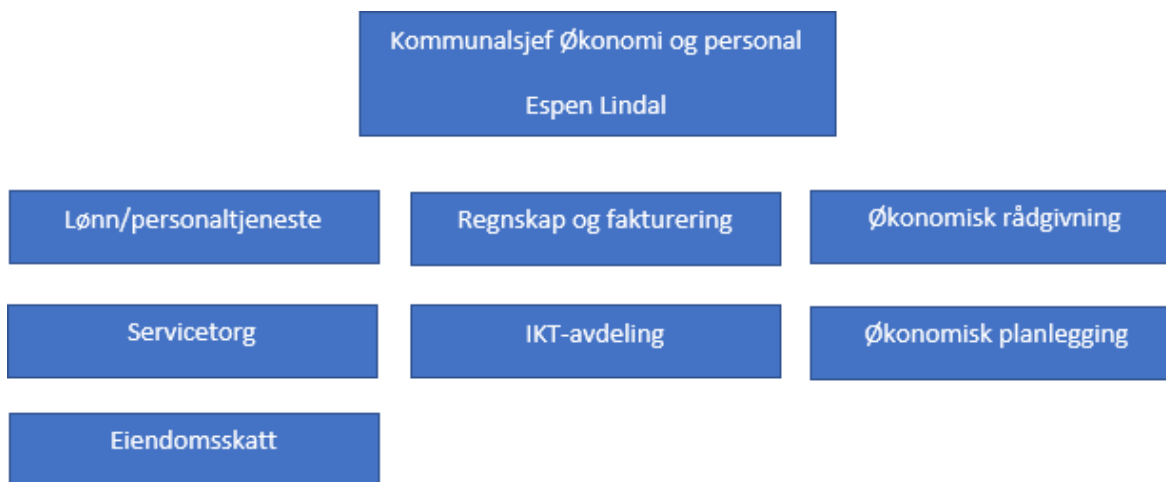 Kommunalsjef Økonomi og personal
Espen Lindal
Lønn/personaltjeneste
Regnskap og fakturering
Økonomisk rådgivning
Servicetorg
IKT-avdeling
Økonomisk planlegging
Eiendomsskatt